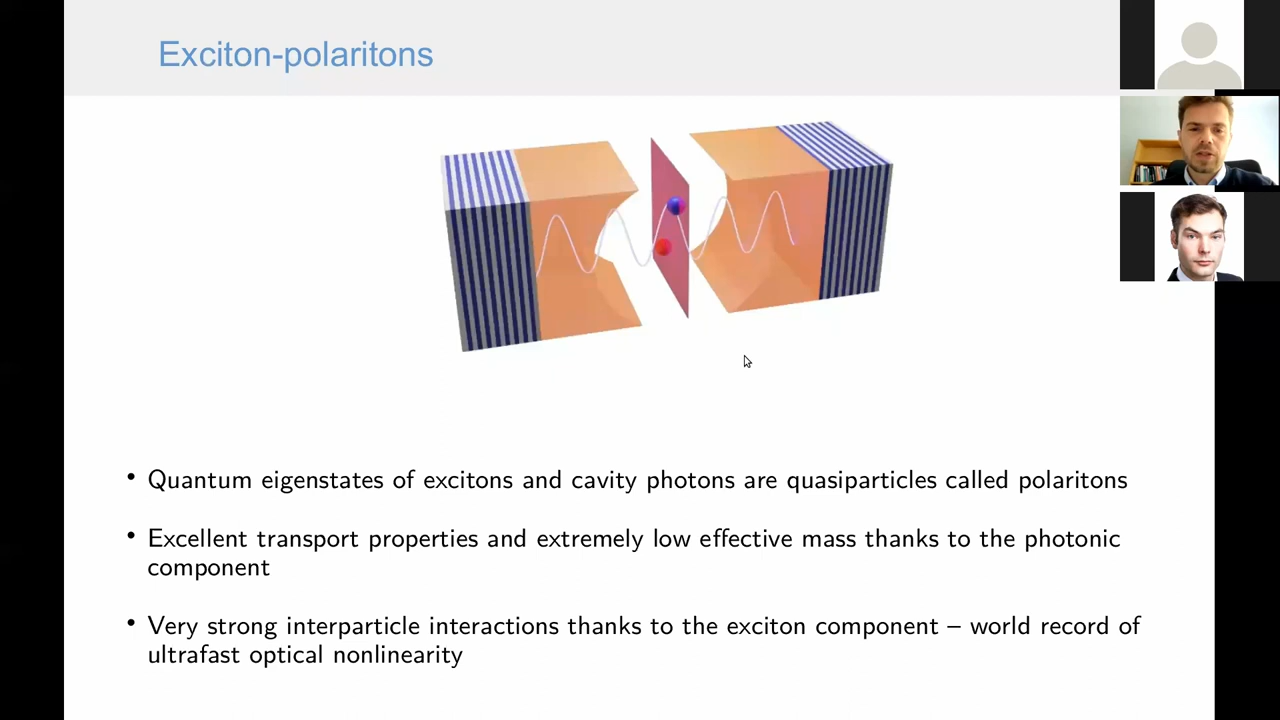 Exciton-polaritons
• Quantum eigenstates of excitons and cavity photons are quasiparticles called polaritons
• Excellent transport properties and extremely low effective mass thanks to the photonic
component
• Very strong interparticle interactions thanks to the exciton component – world record of
ultrafast optical nonlinearity